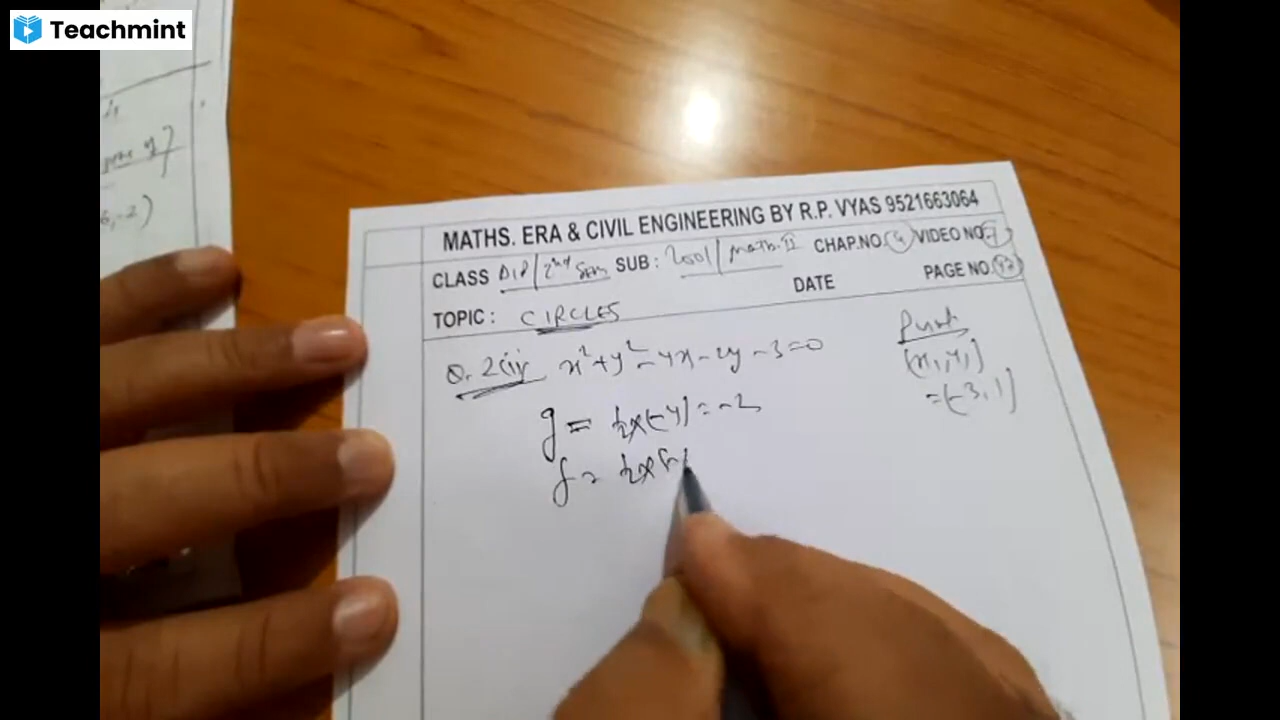 Teachmint
MATHS. ERA & CIVIL ENGINEERING BY R.P. VYAS 9521663064
CLASS DIP/2nd Sem SUB: 2001/Math-II CHAP.NO. 4 VIDEO NO. 7
PAGE NO.
DATE
TOPIC: CIRCLES
Q. 2(i) x²+y²-4x-2y-3=0
Point
(x₁,y₁)
=(-3,1)
g = ½×(-4)=-2
f = ½×(-